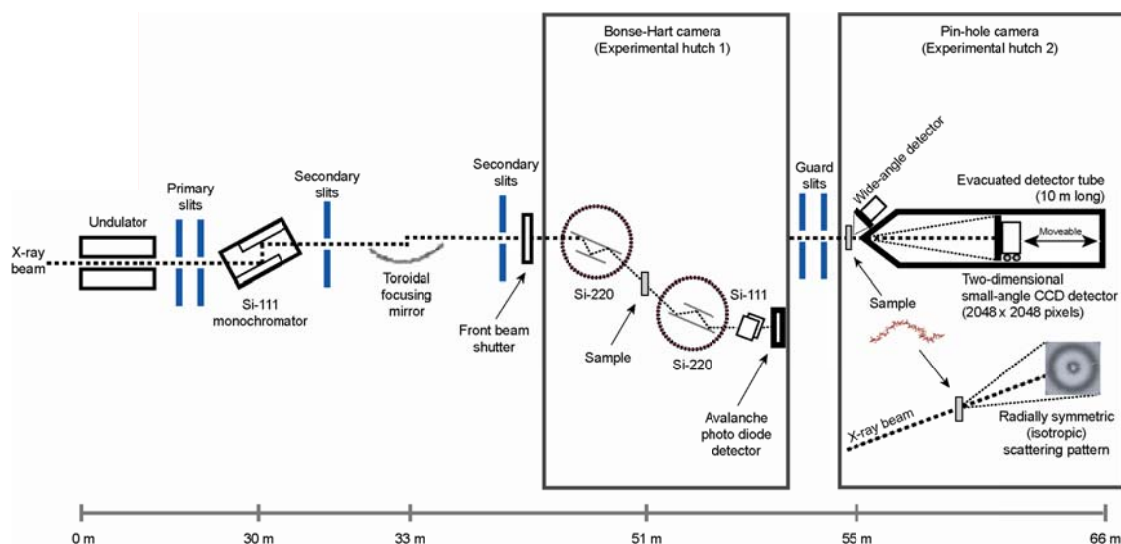 Bonse-Hart camera
(Experimental hutch 1)
Pin-hole camera
(Experimental hutch 2)
Undulator
Primary
slits
Secondary
slits
Secondary
slits
Guard
slits
Wide-angle detector
Evacuated detector tube
(10 m long)
X-ray
beam
Moveable
Si-111
monochromator
Toroidal
focusing
mirror
Front beam
shutter
Si-220
Sample
Si-220
Si-111
Avalanche
photo diode
detector
Two-dimensional
small-angle CCD detector
(2048 x 2048 pixels)
Sample
X-ray beam
Radially symmetric
(isotropic)
scattering pattern
0 m
30 m
33 m
51 m
55 m
66 m